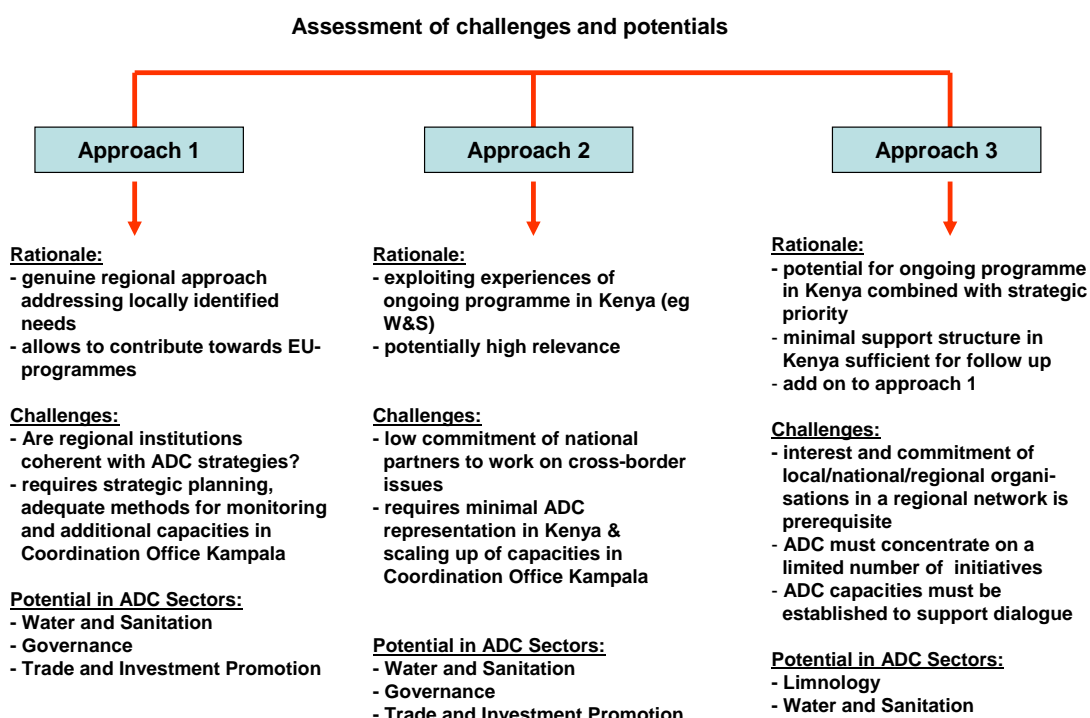 Assessment of challenges and potentials
Approach 1
Approach 2
Approach 3
Rationale:
- genuine regional approach
addressing locally identified
needs
- allows to contribute towards EU-
programmes
Challenges:
- Are regional institutions
coherent with ADC strategies?
- requires strategic planning,
adequate methods for monitoring
and additional capacities in
Coordination Office Kampala
Potential in ADC Sectors:
- Water and Sanitation
- Governance
- Trade and Investment Promotion
Rationale:
- exploiting experiences of
ongoing programme in Kenya (eg
W&S)
- potentially high relevance
Challenges:
- low commitment of national
partners to work on cross-border
issues
- requires minimal ADC
representation in Kenya &
scaling up of capacities in
Coordination Office Kampala
Potential in ADC Sectors:
- Water and Sanitation
- Governance
- Trade and Investment Promotion
Rationale:
- potential for ongoing programme
in Kenya combined with strategic
priority
- minimal support structure in
Kenya sufficient for follow up
- add on to approach 1
Challenges:
- interest and commitment of
local/national/regional organi-
sations in a regional network is
prerequisite
- ADC must concentrate on a
limited number of initiatives
- ADC capacities must be
established to support dialogue
Potential in ADC Sectors:
- Limnology
- Water and Sanitation